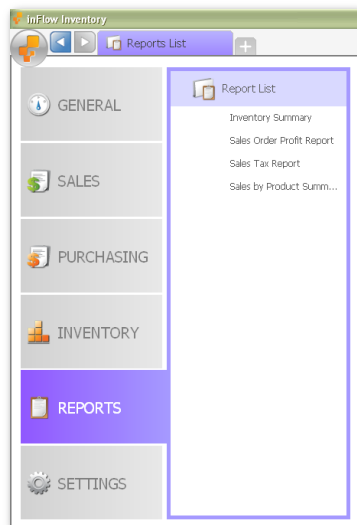 inFlow Inventory
Reports List
GENERAL
SALES
PURCHASING
INVENTORY
REPORTS
SETTINGS
Report List
Inventory Summary
Sales Order Profit Report
Sales Tax Report
Sales by Product Summ...